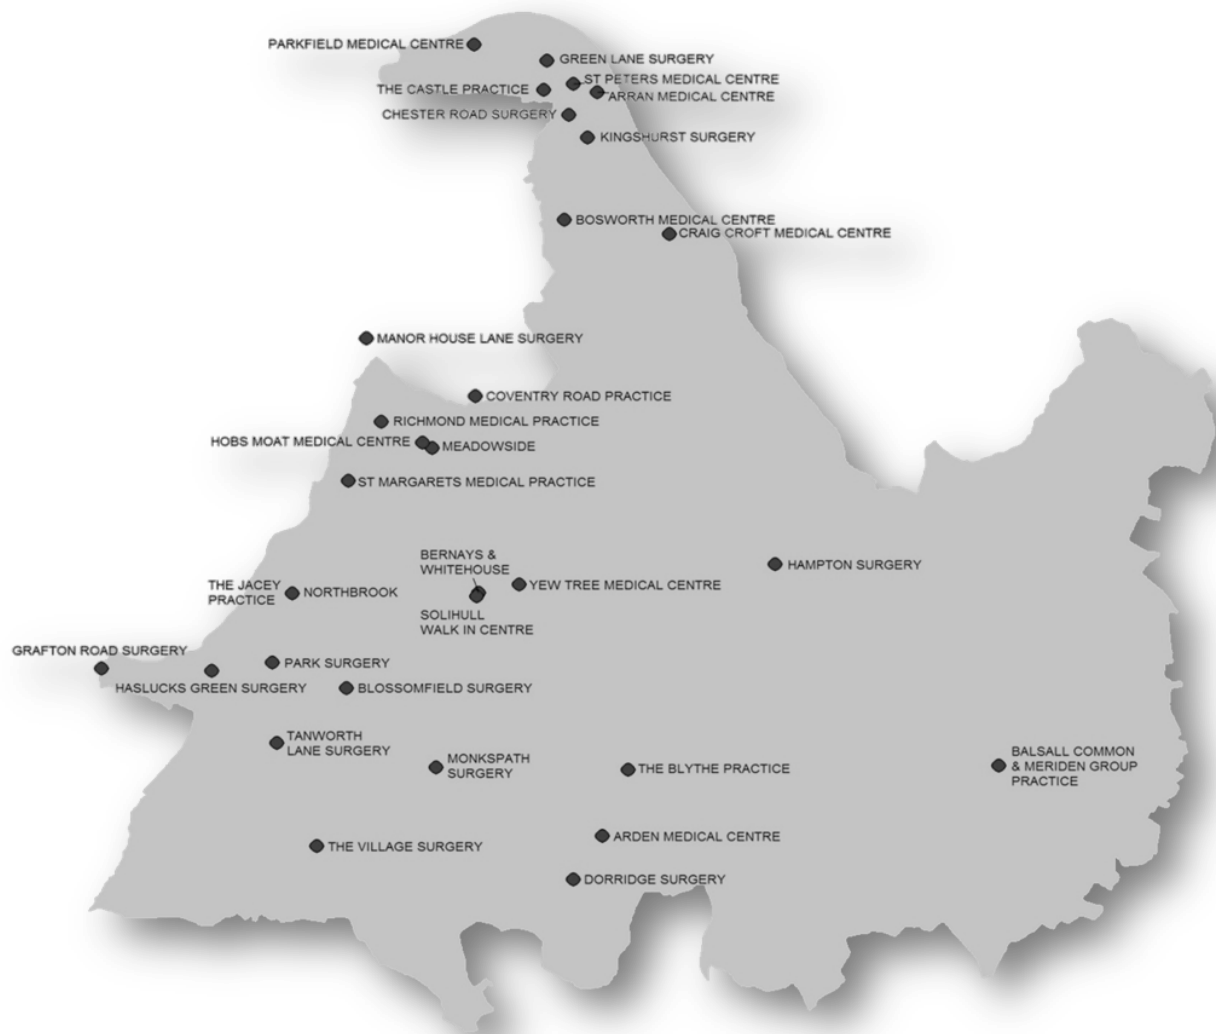 PARKFIELD MEDICAL CENTRE
GREEN LANE SURGERY
ST PETERS MEDICAL CENTRE
THE CASTLE PRACTICE
ARRAN MEDICAL CENTRE
CHESTER ROAD SURGERY
KINGSHURST SURGERY
BOSWORTH MEDICAL CENTRE
CRAIG CROFT MEDICAL CENTRE
MANOR HOUSE LANE SURGERY
COVENTRY ROAD PRACTICE
RICHMOND MEDICAL PRACTICE
HOBS MOAT MEDICAL CENTRE
MEADOWSIDE
ST MARGARETS MEDICAL PRACTICE
BERNAYS &
WHITEHOUSE
HAMPTON SURGERY
THE JACEY
PRACTICE
NORTHBROOK
YEW TREE MEDICAL CENTRE
SOLIHULL
WALK IN CENTRE
GRAFTON ROAD SURGERY
PARK SURGERY
HASLUCKS GREEN SURGERY
BLOSSOMFIELD SURGERY
TANWORTH
LANE SURGERY
MONKSPATH
SURGERY
THE BLYTHE PRACTICE
BALSALL COMMON
& MERIDEN GROUP
PRACTICE
ARDEN MEDICAL CENTRE
THE VILLAGE SURGERY
DORRIDGE SURGERY